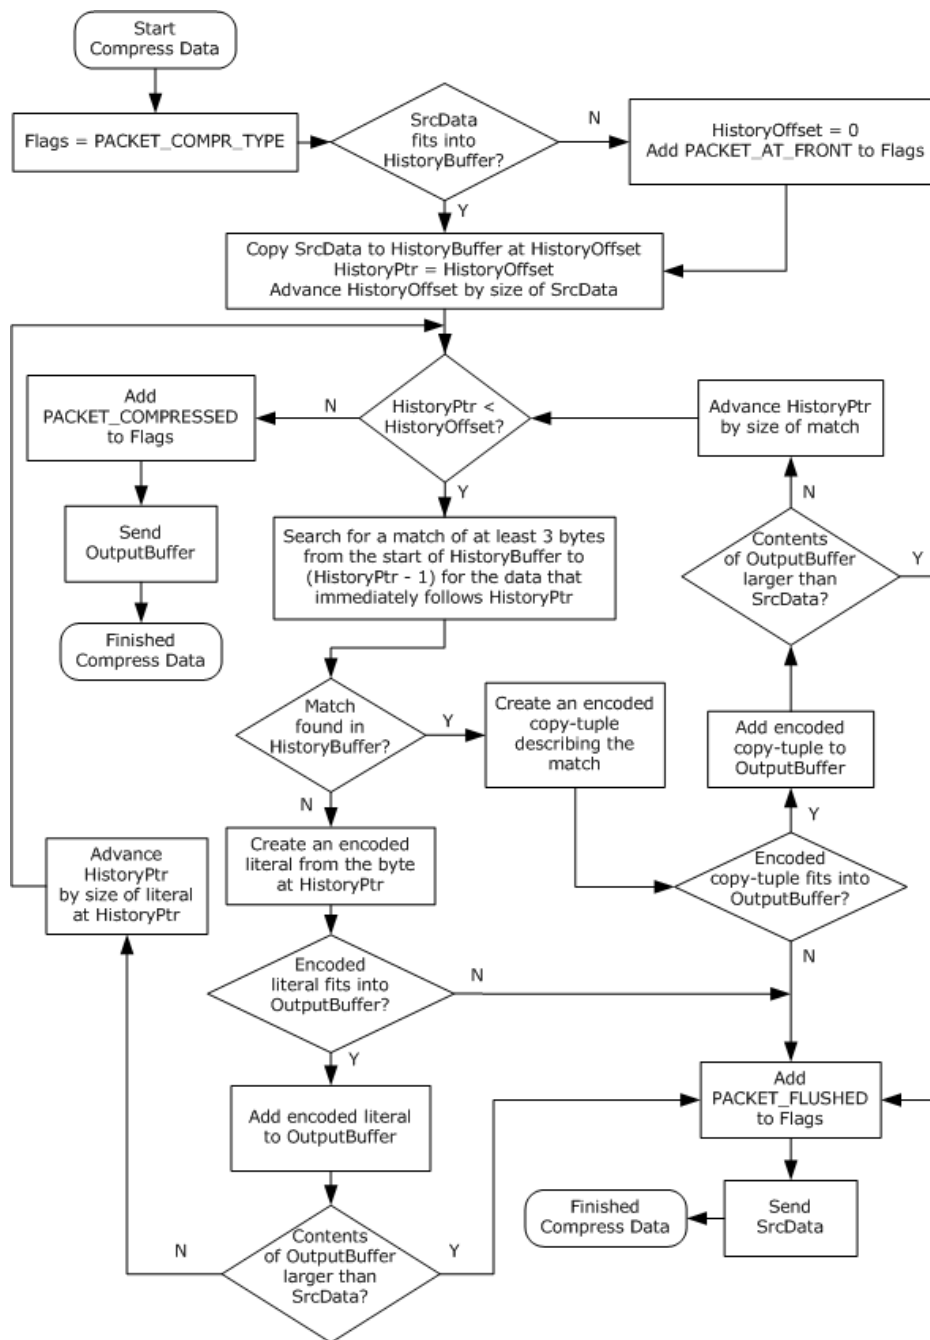 Start
Compress Data
Flags = PACKET_COMPR_TYPE
SrcData
fits into
HistoryBuffer?
N
HistoryOffset = 0
Add PACKET_AT_FRONT to Flags
Y
Copy SrcData to HistoryBuffer at HistoryOffset
HistoryPtr = HistoryOffset
Advance HistoryOffset by size of SrcData
HistoryPtr <
HistoryOffset?
N
Add
PACKET_COMPRESSED
to Flags
Send
OutputBuffer
Finished
Compress Data
Y
Search for a match of at least 3 bytes
from the start of HistoryBuffer to
(HistoryPtr - 1) for the data that
immediately follows HistoryPtr
Advance HistoryPtr
by size of match
N
Contents
of OutputBuffer
larger than
SrcData?
Y
Match
found in
HistoryBuffer?
Y
Create an encoded
copy-tuple
describing the
match
Add encoded
copy-tuple to
OutputBuffer
Y
Encoded
copy-tuple fits into
OutputBuffer?
N
N
Create an encoded
literal from the byte
at HistoryPtr
Advance
HistoryPtr
by size of literal
at HistoryPtr
Encoded
literal fits into
OutputBuffer?
N
Y
Add encoded literal
to OutputBuffer
Add
PACKET_FLUSHED
to Flags
Send
SrcData
Finished
Compress Data
Contents
of OutputBuffer
larger than
SrcData?
N
Y